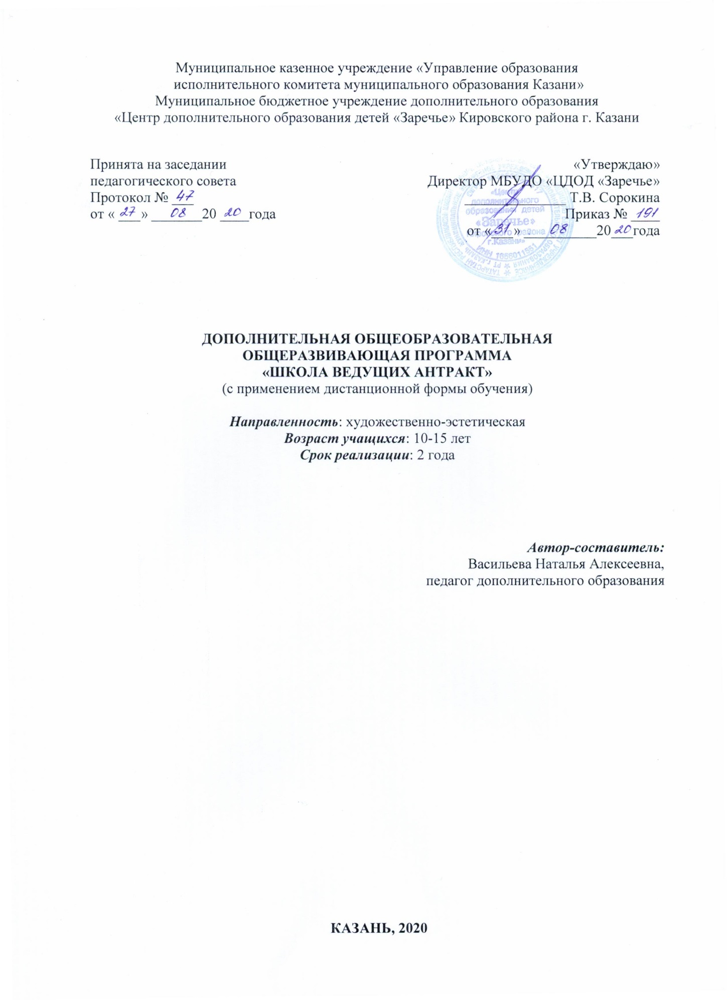 Муниципальное казенное учреждение «Управление образования
исполнительного комитета муниципального образования Казани»
Муниципальное бюджетное учреждение дополнительного образования
«Центр дополнительного образования детей «Заречье» Кировского района г. Казани
Принята на заседании
педагогического совета
Протокол № 47
от « 27 » 08 20 20 года
«Утверждаю»
Директор МБУДО «ЦДОД «Заречье»
Т.В. Сорокина
Приказ № 191
от « 31 » 08 20 20 года
«Центр
дополнительного
образования детей
«Заречье»
Кировского района
г.Казани»
ИНН 1656011551
ДОПОЛНИТЕЛЬНАЯ ОБЩЕОБРАЗОВАТЕЛЬНАЯ
ОБЩЕРАЗВИВАЮЩАЯ ПРОГРАММА
«ШКОЛА ВЕДУЩИХ АНТРАКТ»
(с применением дистанционной формы обучения)
Направленность: художественно-эстетическая
Возраст учащихся: 10-15 лет
Срок реализации: 2 года
Автор-составитель:
Васильева Наталья Алексеевна,
педагог дополнительного образования
КАЗАНЬ, 2020